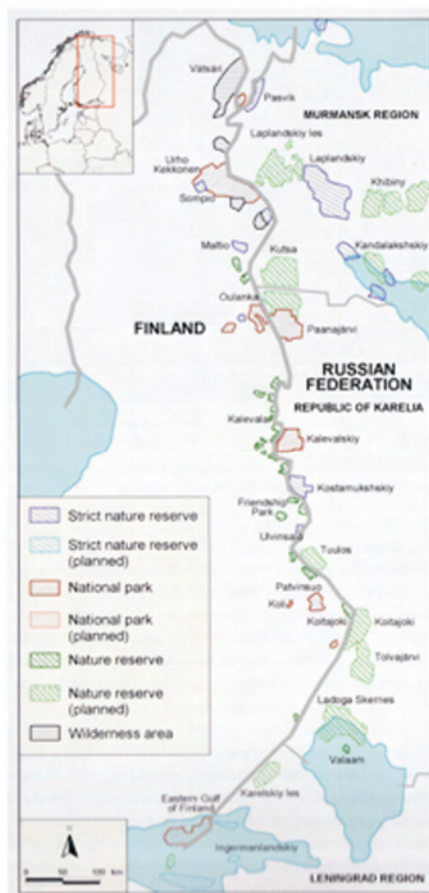 Vätsäri
Pasvik
MURMANSK REGION
Laplandskiy les
Urho
Kekkonen
Laplandskiy
Khibiny
Sompio
Kandalakshskiy
Maltio
Kutsa
Oulanka
FINLAND
Paanajärvi
RUSSIAN
FEDERATION
REPUBLIC OF KARELIA
Kalevala
Kalevalskiy
Kostamukshskiy
Friendship
Park
Ulvinsalo
Tuulos
Patvinsuo
Koli
Koitajoki
Koitajoki
Tolvajärvi
Ladoga Skerries
Valaam
Karelskiy les
Eastern Gulf
of Finland
Ingermanlandskiy
LENINGRAD REGION
Strict nature reserve
Strict nature reserve
(planned)
National park
National park
(planned)
Nature reserve
Nature reserve
(planned)
Wilderness area
0 50 100 km